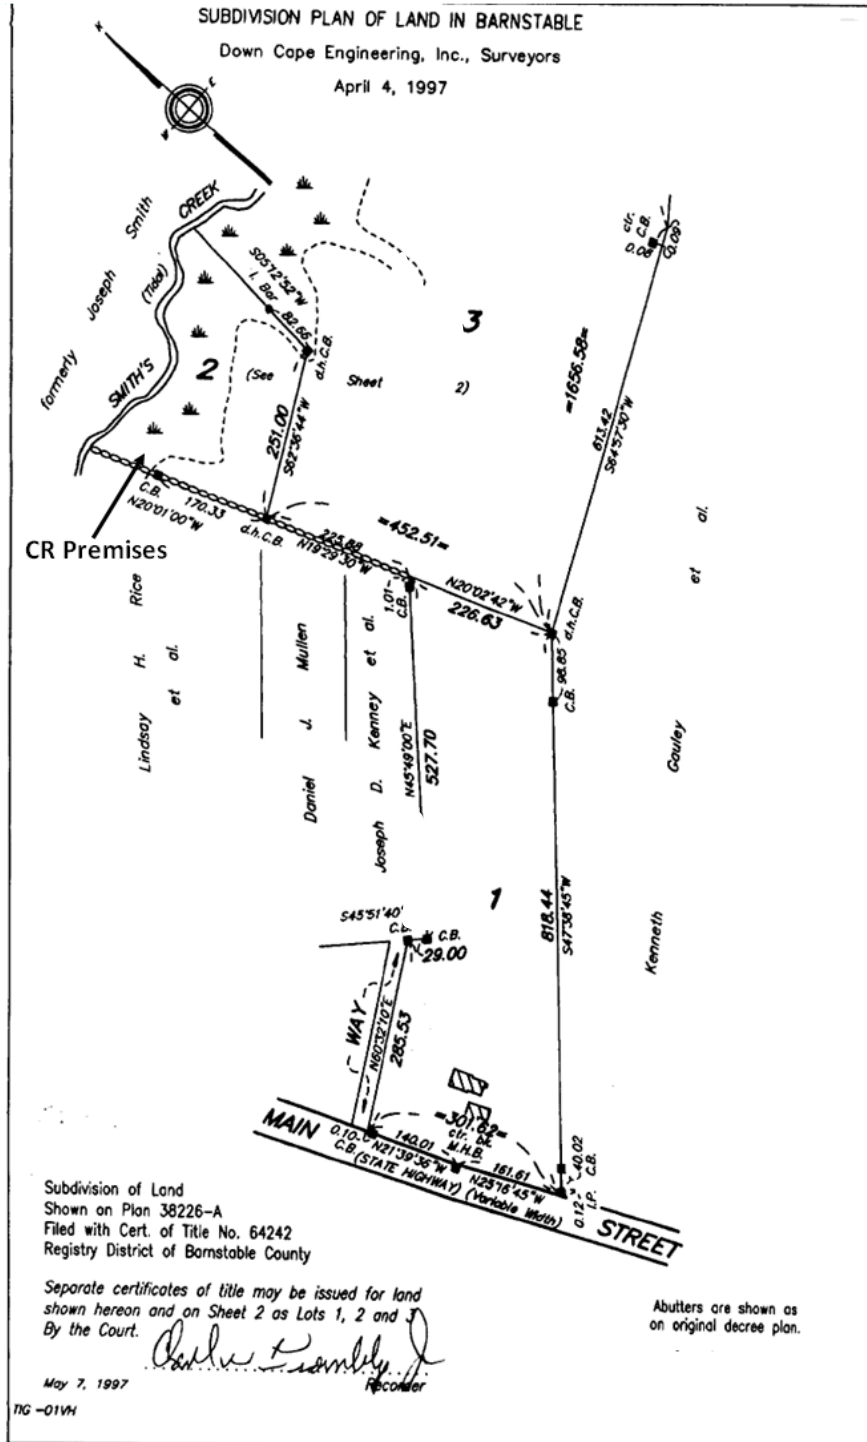 SUBDIVISION PLAN OF LAND IN BARNSTABLE
Down Cape Engineering, Inc., Surveyors
April 4, 1997
formerly Joseph Smith
SMITH'S
(Tidal)
CREEK
S05°12'52"W
I. Bar
82.66
d.h.C.B.
2
(See Sheet 2)
3
ctr.
C.B.
0.06
0.09
=1656.58=
613.42
S64°57'30"W
251.00
S62°36'44"W
C.B.
170.33
N20°01'00"W
d.h.C.B.
225.88
N19°29'30"W
=452.51=
CR Premises
1.01
C.B.
N20°02'42"W
226.63
d.h.C.B.
98.85
C.B.
Lindsay H. Rice
et al.
Daniel J. Mullen
Joseph D. Kenney et al.
N45°49'00"E
527.70
Kenneth Gauley et al.
1
818.44
S47°38'45"W
S45°51'40"
C.B.
C.B.
29.00
WAY
N60°32'10"E
285.53
=301.62=
ctr. bk.
M.H.B.
0.10
C.B.
140.01
N21°39'36"W
161.61
N25°16'45"W
40.02
C.B.
0.12
I.P.
MAIN STREET
(STATE HIGHWAY) (Variable Width)
Subdivision of Land
Shown on Plan 38226-A
Filed with Cert. of Title No. 64242
Registry District of Barnstable County
Separate certificates of title may be issued for land
shown hereon and on Sheet 2 as Lots 1, 2 and 3
By the Court.
Recorder
May 7, 1997
Abutters are shown as
on original decree plan.